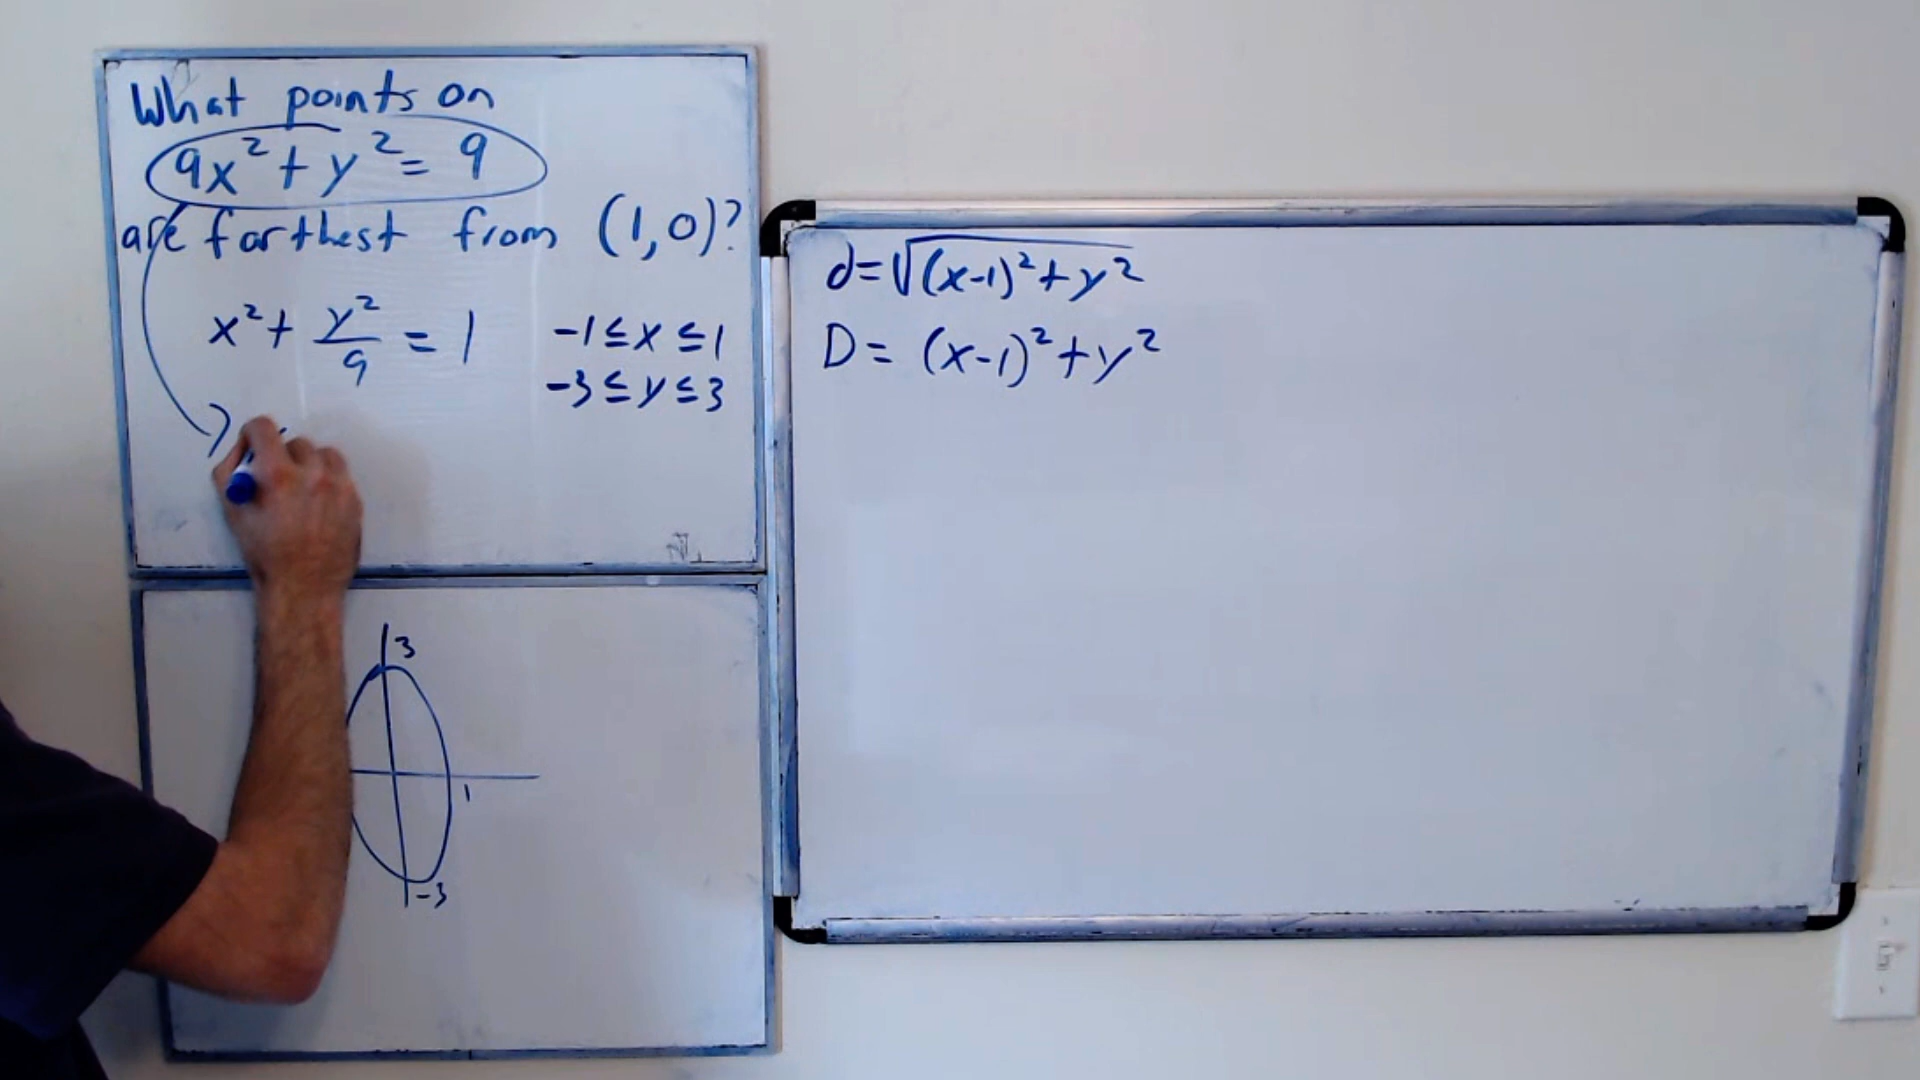 What points on
9x² + y² = 9
are farthest from (1,0)?
x² + y²/9 = 1
-1 ≤ x ≤ 1
-3 ≤ y ≤ 3
3
1
-3
d=√(x-1)²+y²
D = (x-1)²+y²